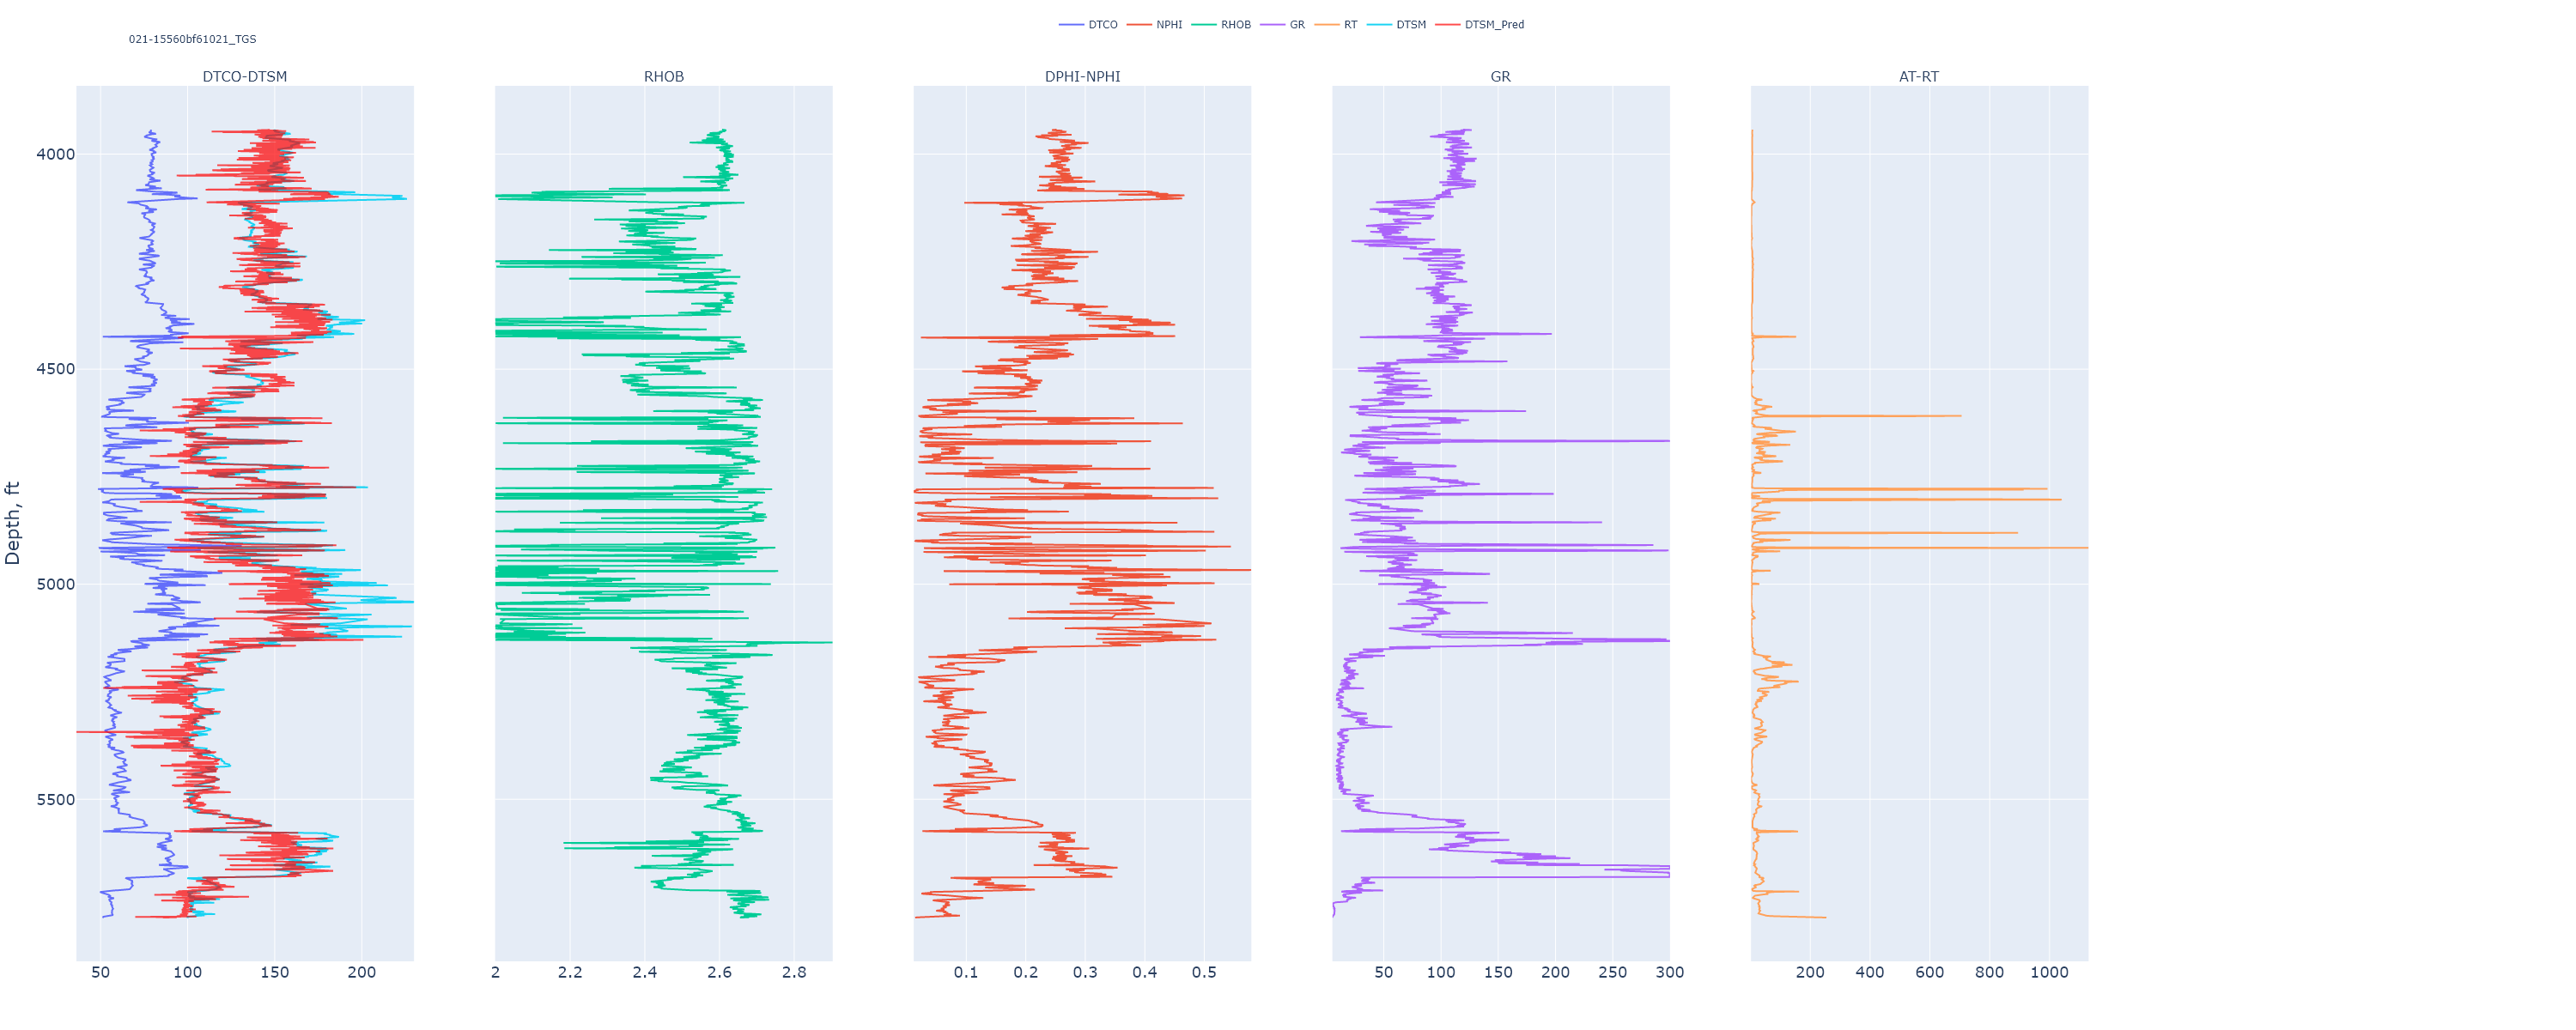 DTCO NPHI RHOB GR RT DTSM DTSM_Pred
021-15560bf61021_TGS
DTCO-DTSM RHOB DPHI-NPHI GR AT-RT
Depth, ft
4000
4500
5000
5500
50 100 150 200
2 2.2 2.4 2.6 2.8
0.1 0.2 0.3 0.4 0.5
50 100 150 200 250 300
200 400 600 800 1000